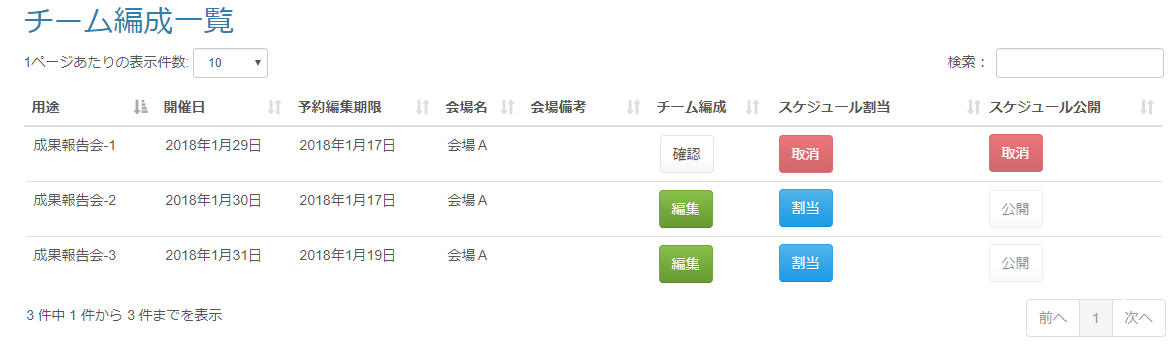 チーム編成一覧
1ページあたりの表示件数: 10 検索：
用途 開催日 予約編集期限 会場名 会場備考 チーム編成 スケジュール割当 スケジュール公開
成果報告会-1 2018年1月29日 2018年1月17日 会場Ａ 確認 取消 取消
成果報告会-2 2018年1月30日 2018年1月17日 会場Ａ 編集 割当 公開
成果報告会-3 2018年1月31日 2018年1月19日 会場Ａ 編集 割当 公開
3 件中 1 件から 3 件までを表示 前へ 1 次へ